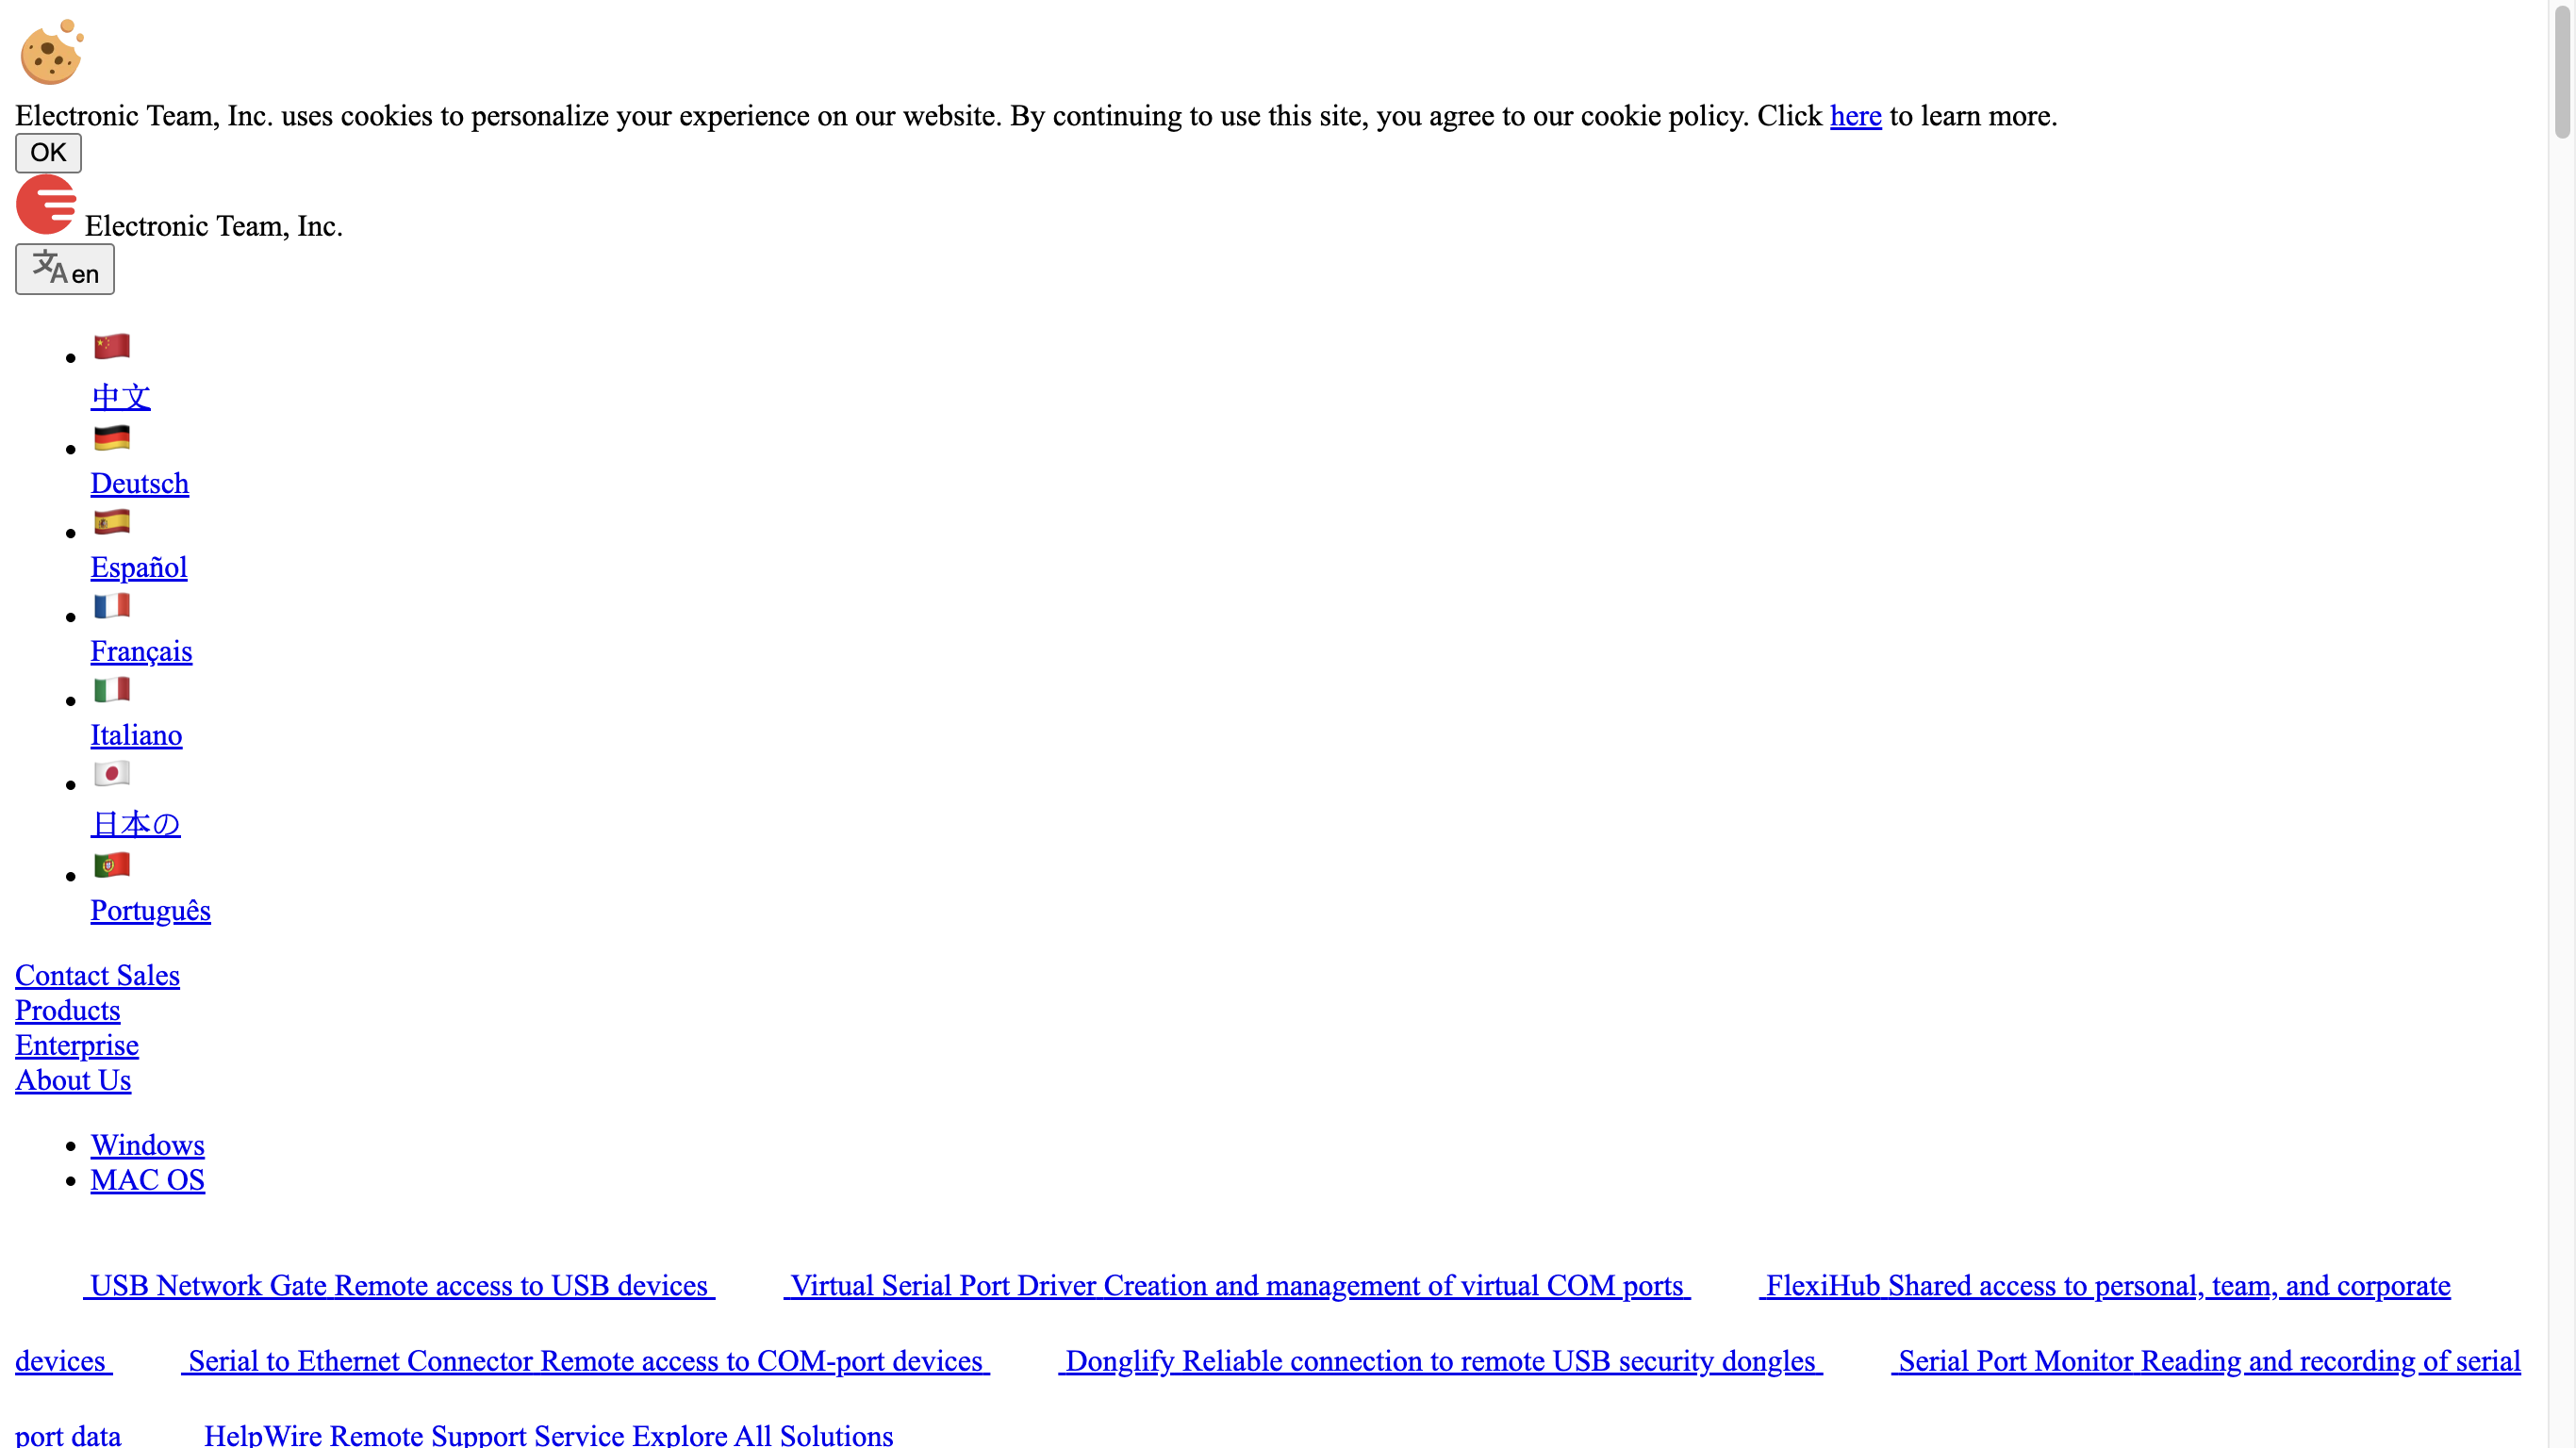 Electronic Team, Inc. uses cookies to personalize your experience on our website. By continuing to use this site, you agree to our cookie policy. Click here to learn more.
OK
Electronic Team, Inc.
文A en
中文
Deutsch
Español
Français
Italiano
日本の
Português
Contact Sales
Products
Enterprise
About Us
Windows
MAC OS
USB Network Gate Remote access to USB devices Virtual Serial Port Driver Creation and management of virtual COM ports FlexiHub Shared access to personal, team, and corporate
devices Serial to Ethernet Connector Remote access to COM-port devices Donglify Reliable connection to remote USB security dongles Serial Port Monitor Reading and recording of serial
port data HelpWire Remote Support Service Explore All Solutions